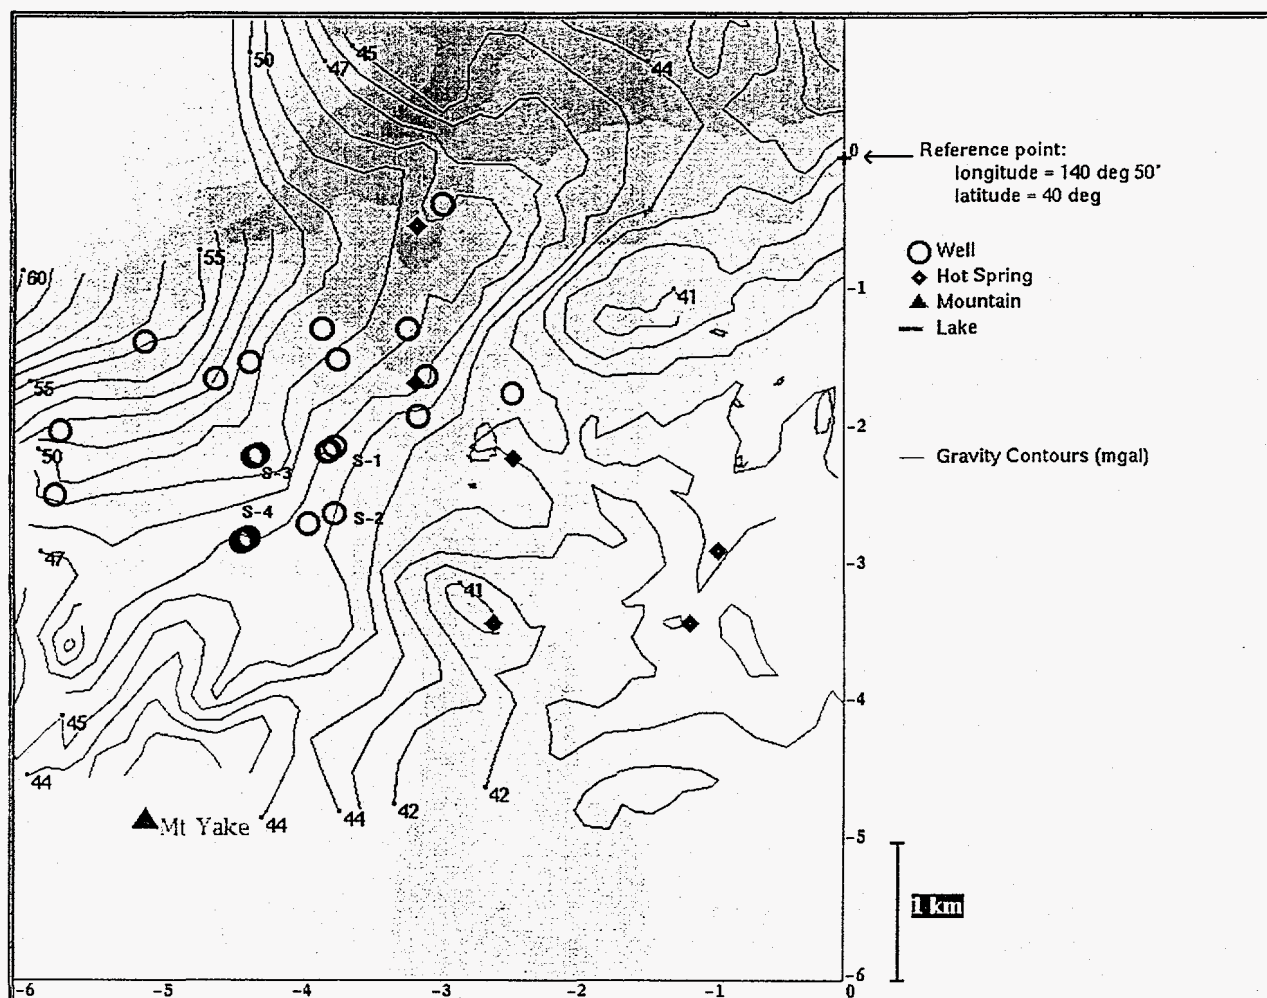 50
45
47
44
0
Reference point:
longitude = 140 deg 50"
latitude = 40 deg
55
60
Well
Hot Spring
-1
41
Mountain
Lake
55
-2
50
S-3
S-1
Gravity Contours (mgal)
S-4
S-2
47
-3
41
-4
45
44
42
42
44
44
Mt Yake
-5
1 km
-6
-6
-5
-4
-3
-2
-1
0